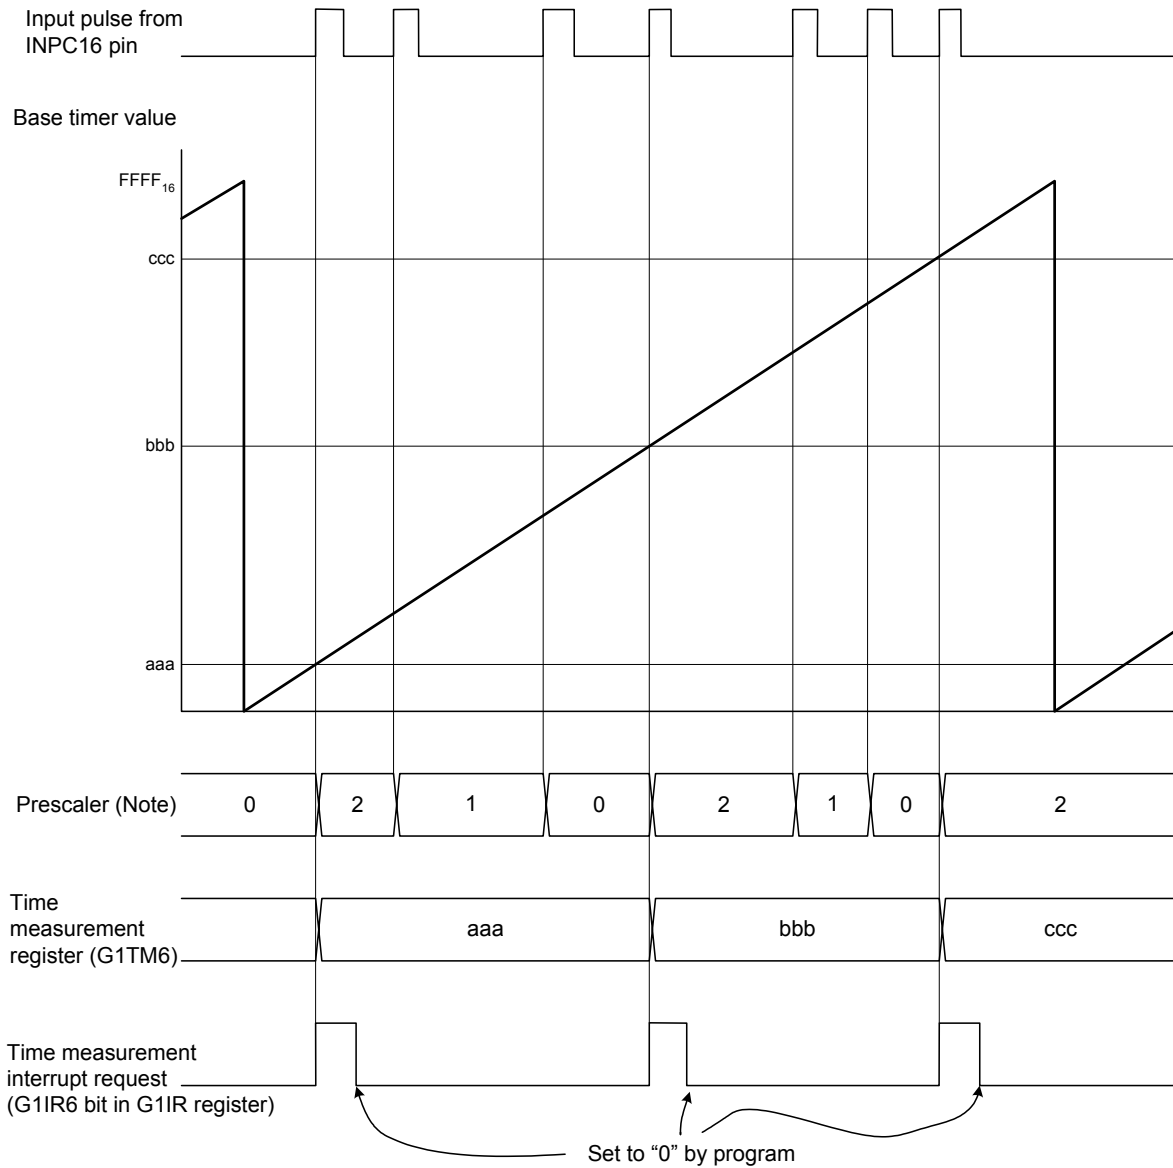 Input pulse from
INPC16 pin
Base timer value
FFFF16
ccc
bbb
aaa
Prescaler (Note)
0 2 1 0 2 1 0 2
Time
measurement
register (G1TM6)
aaa bbb ccc
Time measurement
interrupt request
(G1IR6 bit in G1IR register)
Set to “0” by program